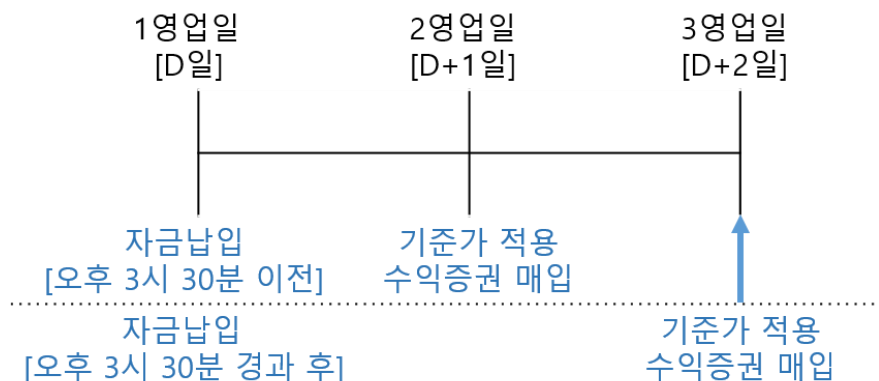 1영업일
[D일]
2영업일
[D+1일]
3영업일
[D+2일]
자금납입
[오후 3시 30분 이전]
기준가 적용
수익증권 매입
자금납입
[오후 3시 30분 경과 후]
기준가 적용
수익증권 매입